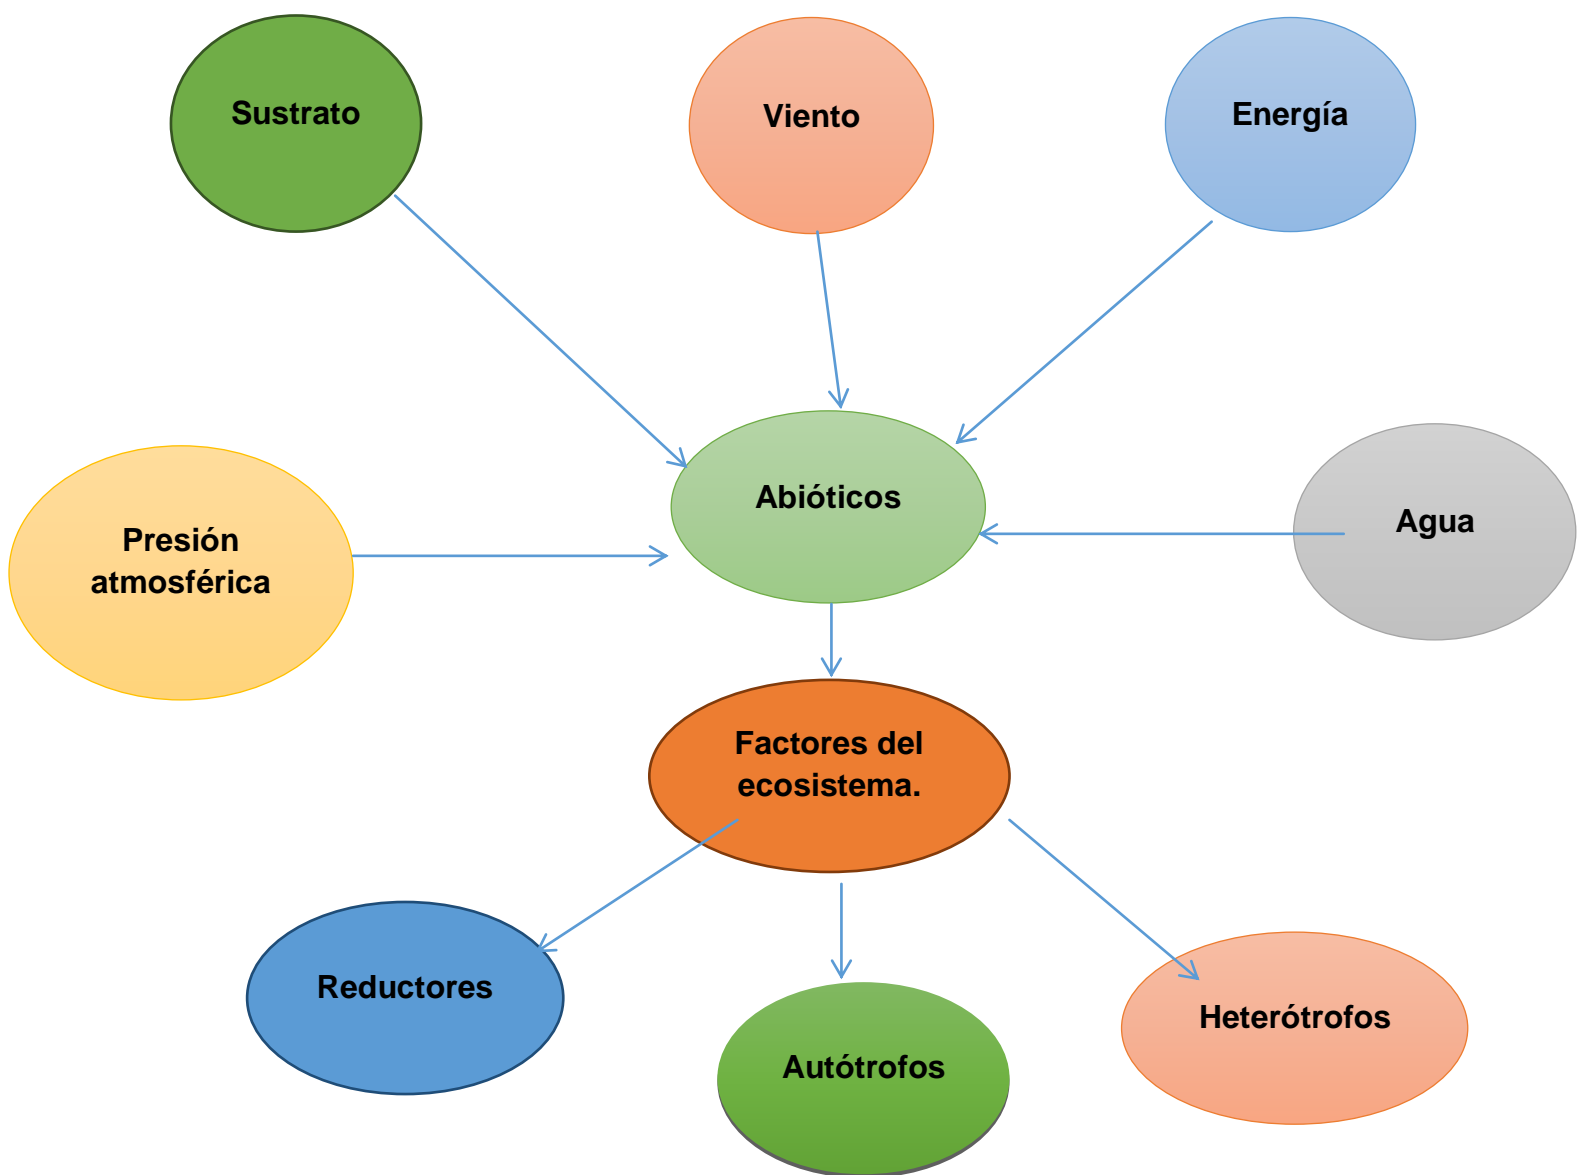 Sustrato
Viento
Energía
Abióticos
Agua
Presión
atmosférica
Factores del
ecosistema.
Reductores
Heterótrofos
Autótrofos